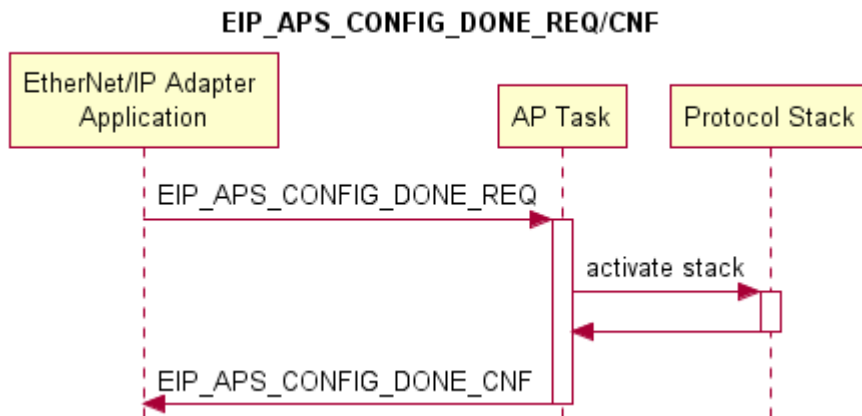 EIP_APS_CONFIG_DONE_REQ/CNF
EtherNet/IP Adapter
Application
AP Task
Protocol Stack
EIP_APS_CONFIG_DONE_REQ
activate stack
EIP_APS_CONFIG_DONE_CNF